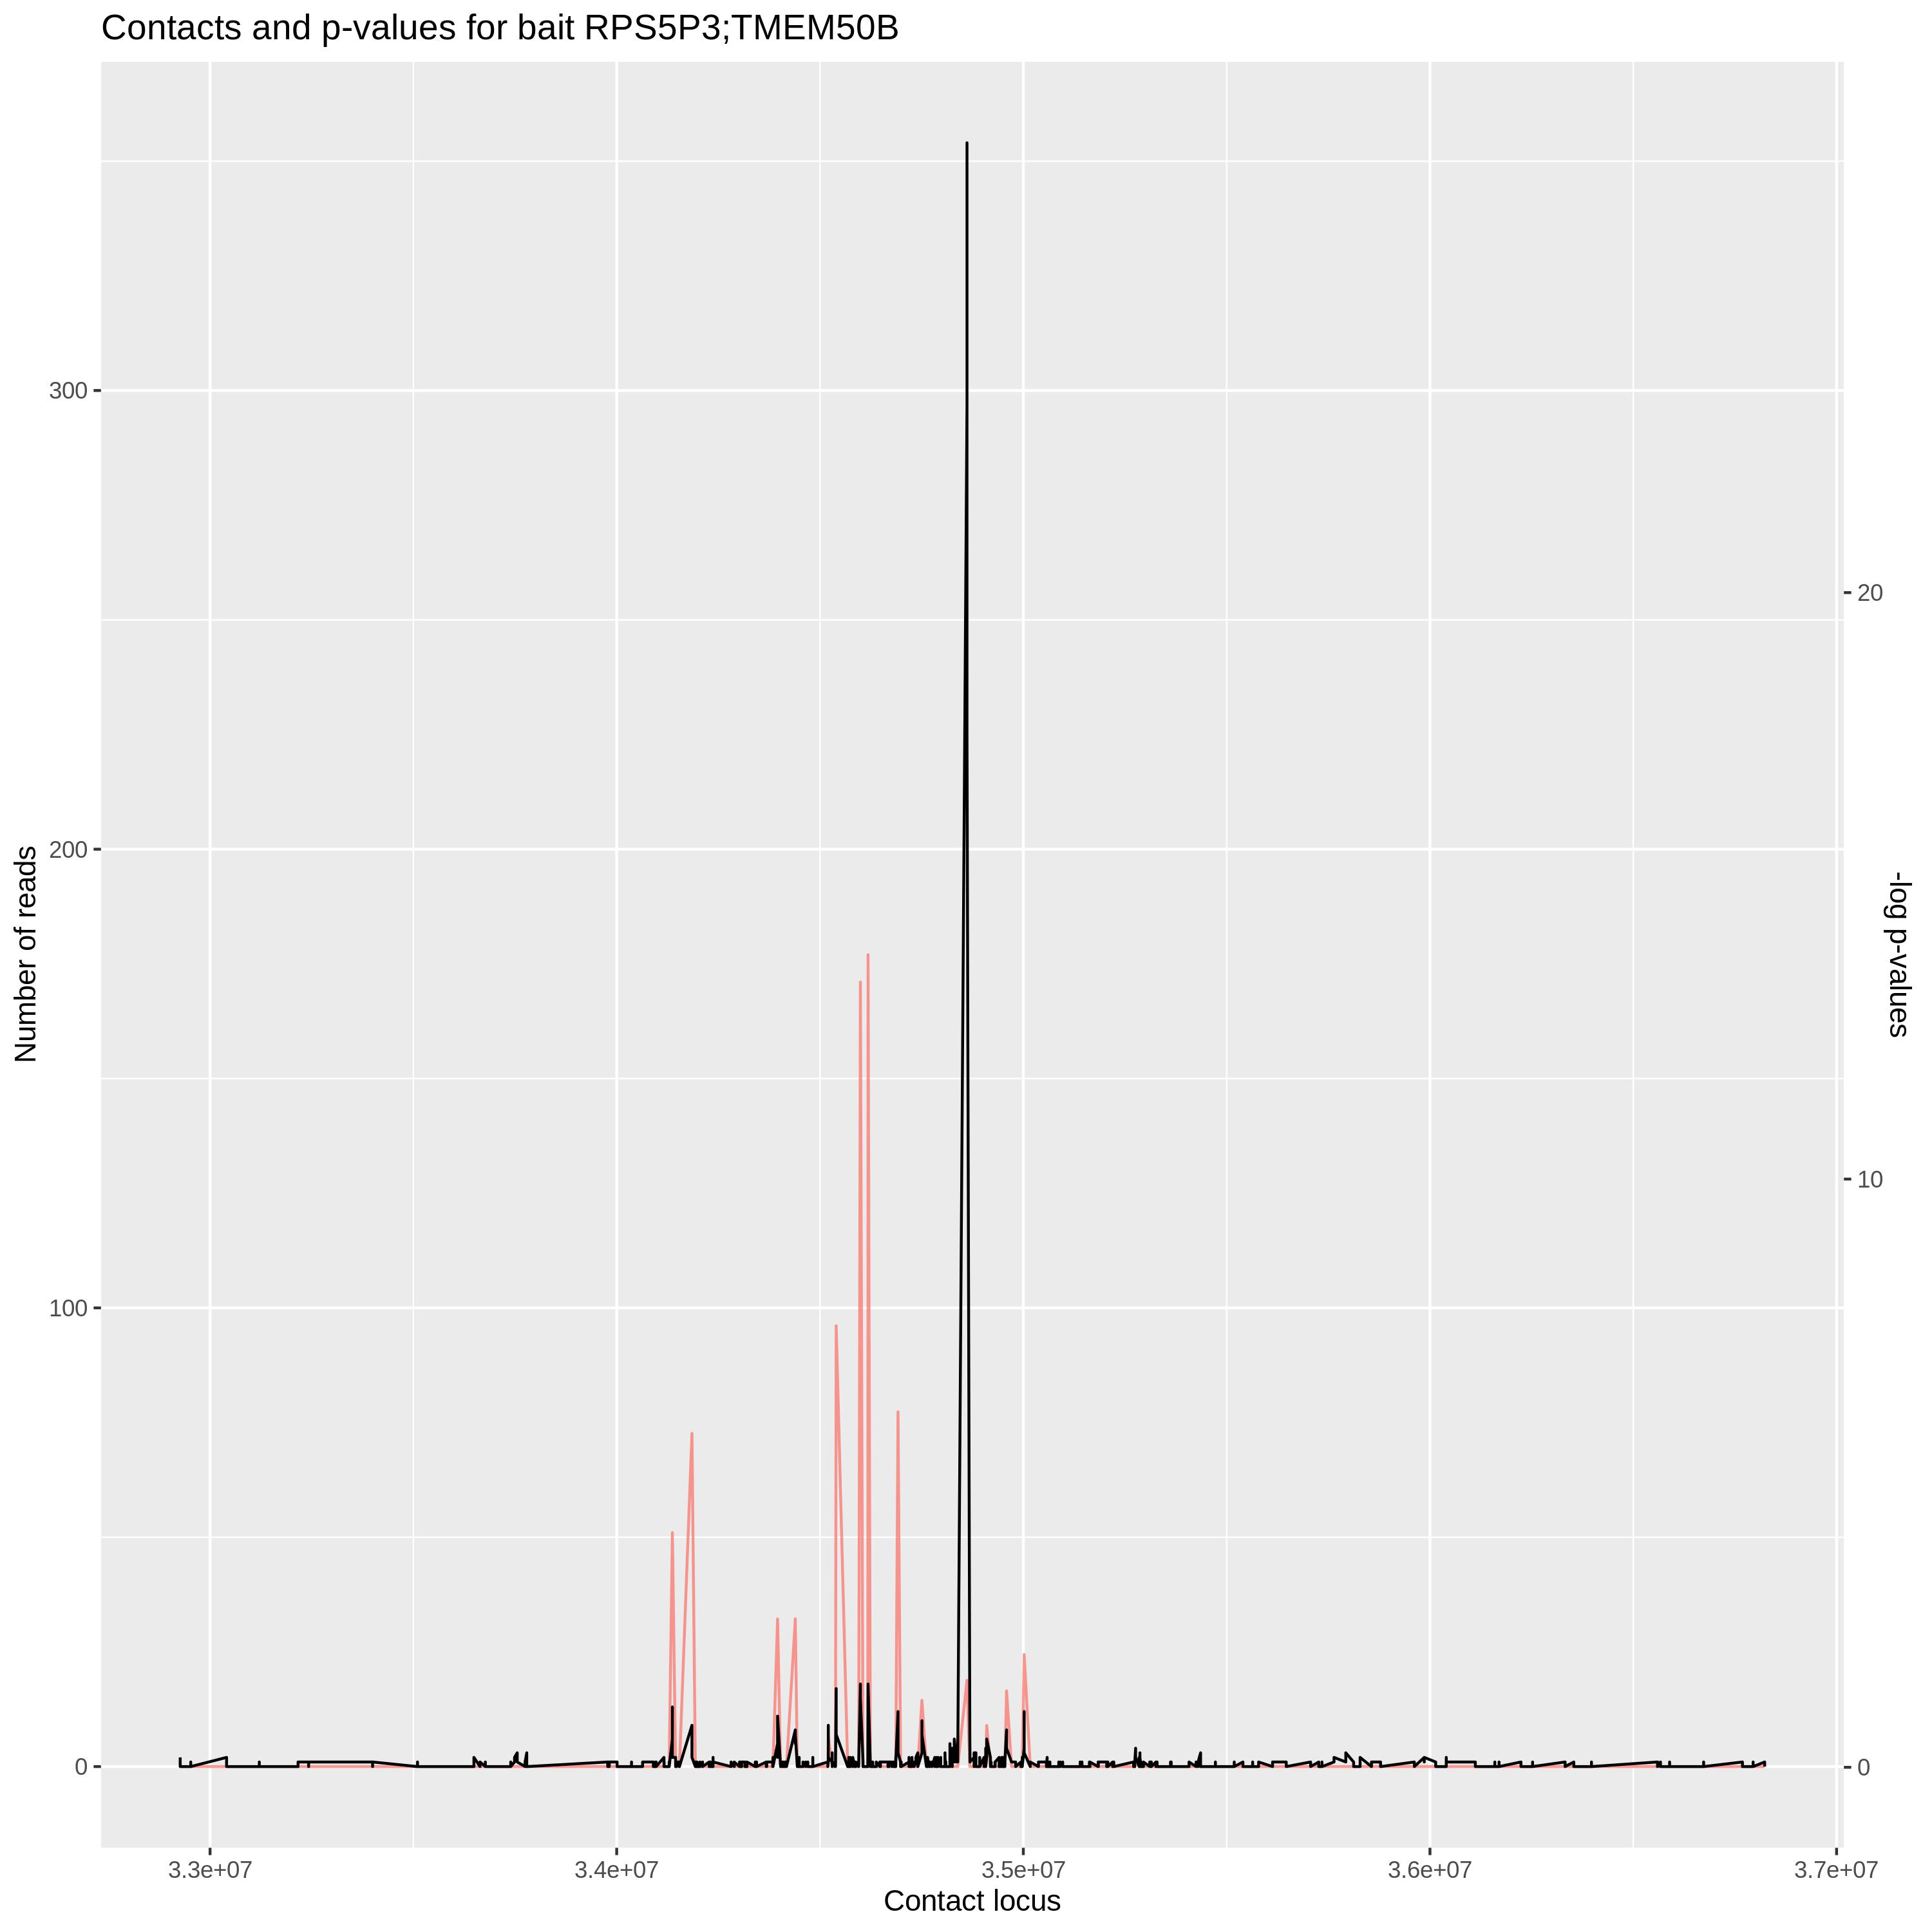 Contacts and p-values for bait RPS5P3;TMEM50B
300
200
100
0
Number of reads
20
10
0
-log p-values
3.3e+07
3.4e+07
3.5e+07
3.6e+07
3.7e+07
Contact locus